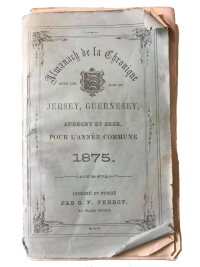 Almanach de la Chronique
JERSEY, GUERNESEY,
AURIGNY ET SERK,
POUR L'ANNÉE COMMUNE
1875.
IMPRIMÉ ET PUBLIÉ
PAR G. F. PERROT,